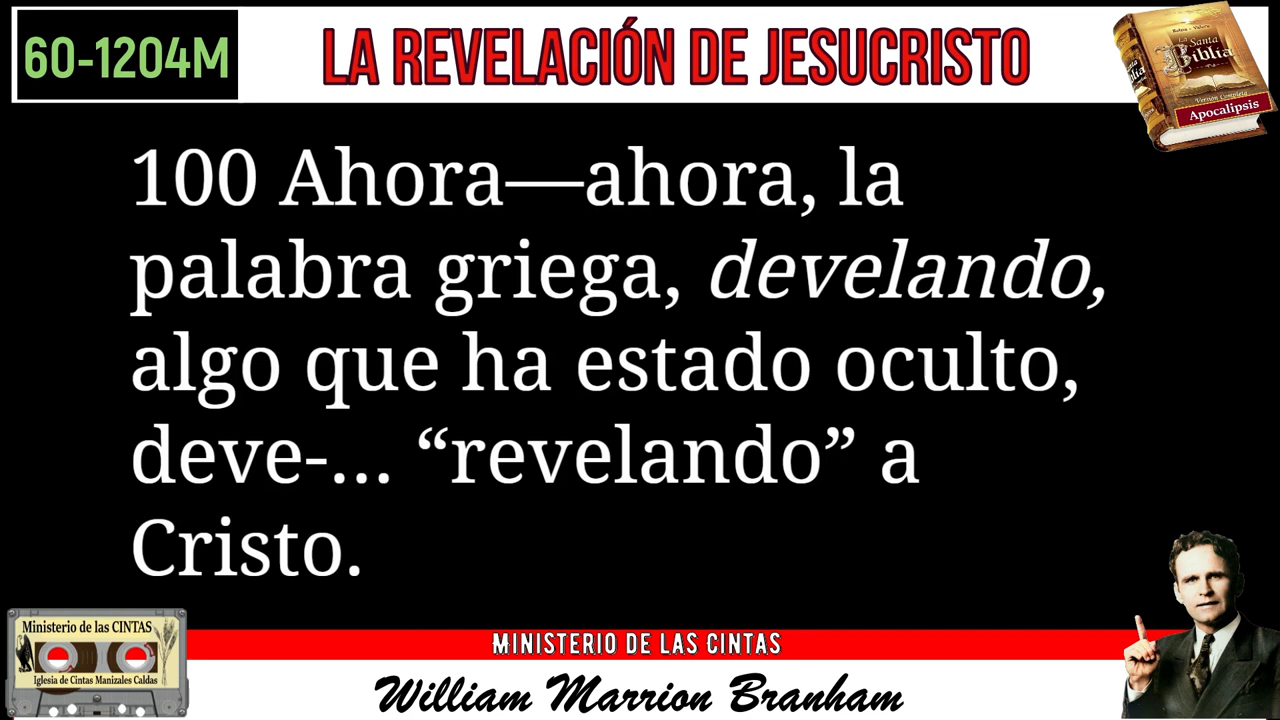 60-1204M
LA REVELACIÓN DE JESUCRISTO
La Santa
Biblia
Versión Completa
Apocalipsis
100 Ahora—ahora, la
palabra griega, develando,
algo que ha estado oculto,
deve-... “revelando” a
Cristo.
Ministerio de las CINTAS
Iglesia de Cintas Manizales Caldas
MINISTERIO DE LAS CINTAS
William Marrion Branham